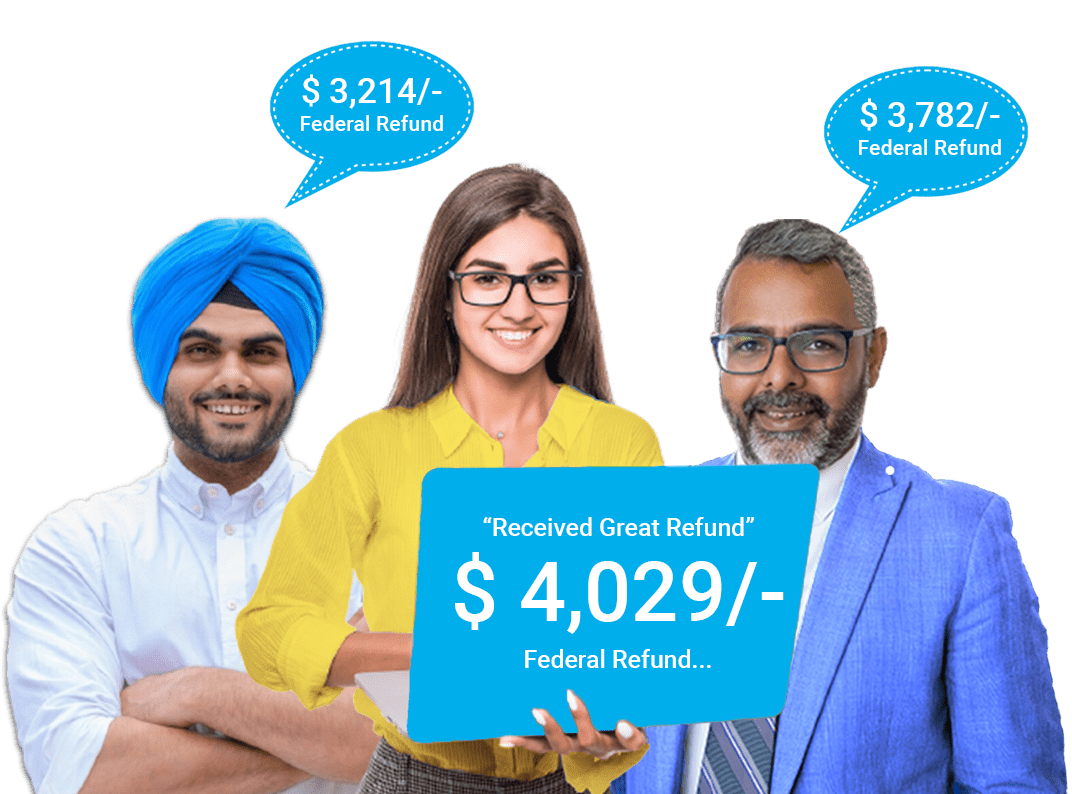 $ 3,214/-
Federal Refund
$ 3,782/-
Federal Refund
“Received Great Refund”
$ 4,029/-
Federal Refund...